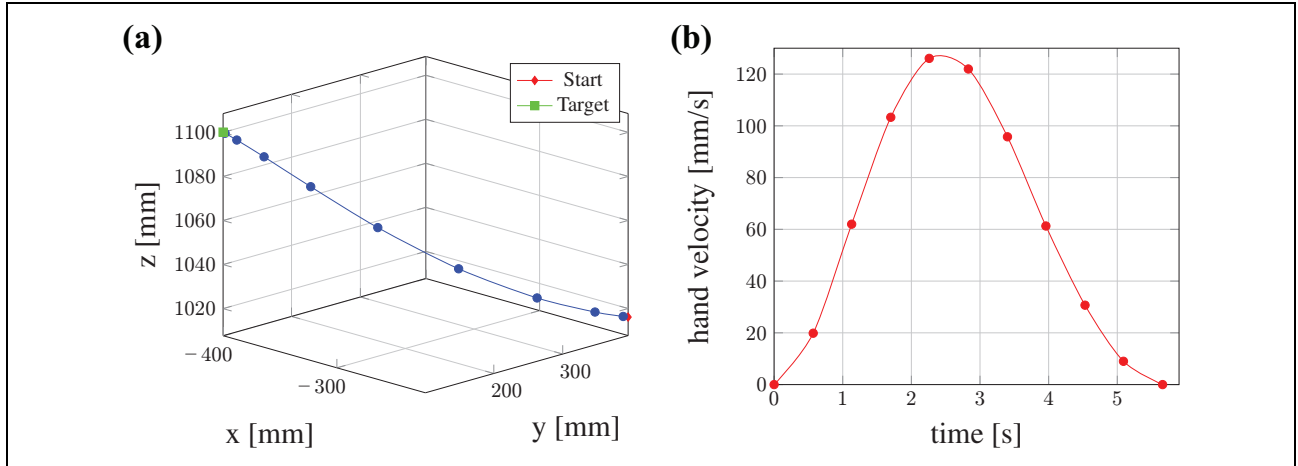 (a)
Start
Target
1100
1080
1060
1040
1020
z [mm]
−400
−300
x [mm]
200
300
y [mm]
(b)
120
100
80
60
40
20
0
hand velocity [mm/s]
0 1 2 3 4 5
time [s]